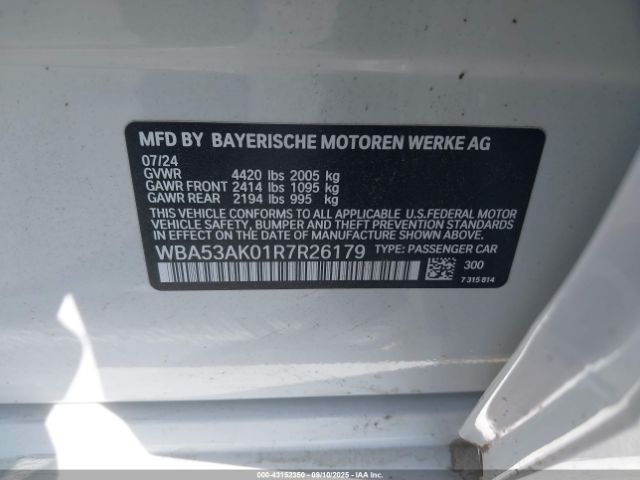 MFD BY BAYERISCHE MOTOREN WERKE AG
07/24
GVWR 4420 lbs 2005 kg
GAWR FRONT 2414 lbs 1095 kg
GAWR REAR 2194 lbs 995 kg
THIS VEHICLE CONFORMS TO ALL APPLICABLE U.S.FEDERAL MOTOR
VEHICLE SAFETY, BUMPER, AND THEFT PREVENTION STANDARDS
IN EFFECT ON THE DATE OF MANUFACTURE SHOWN ABOVE.
WBA53AK01R7R26179 TYPE: PASSENGER CAR
300
7 315 814
000-43152350 - 09/10/2025 - IAA Inc.